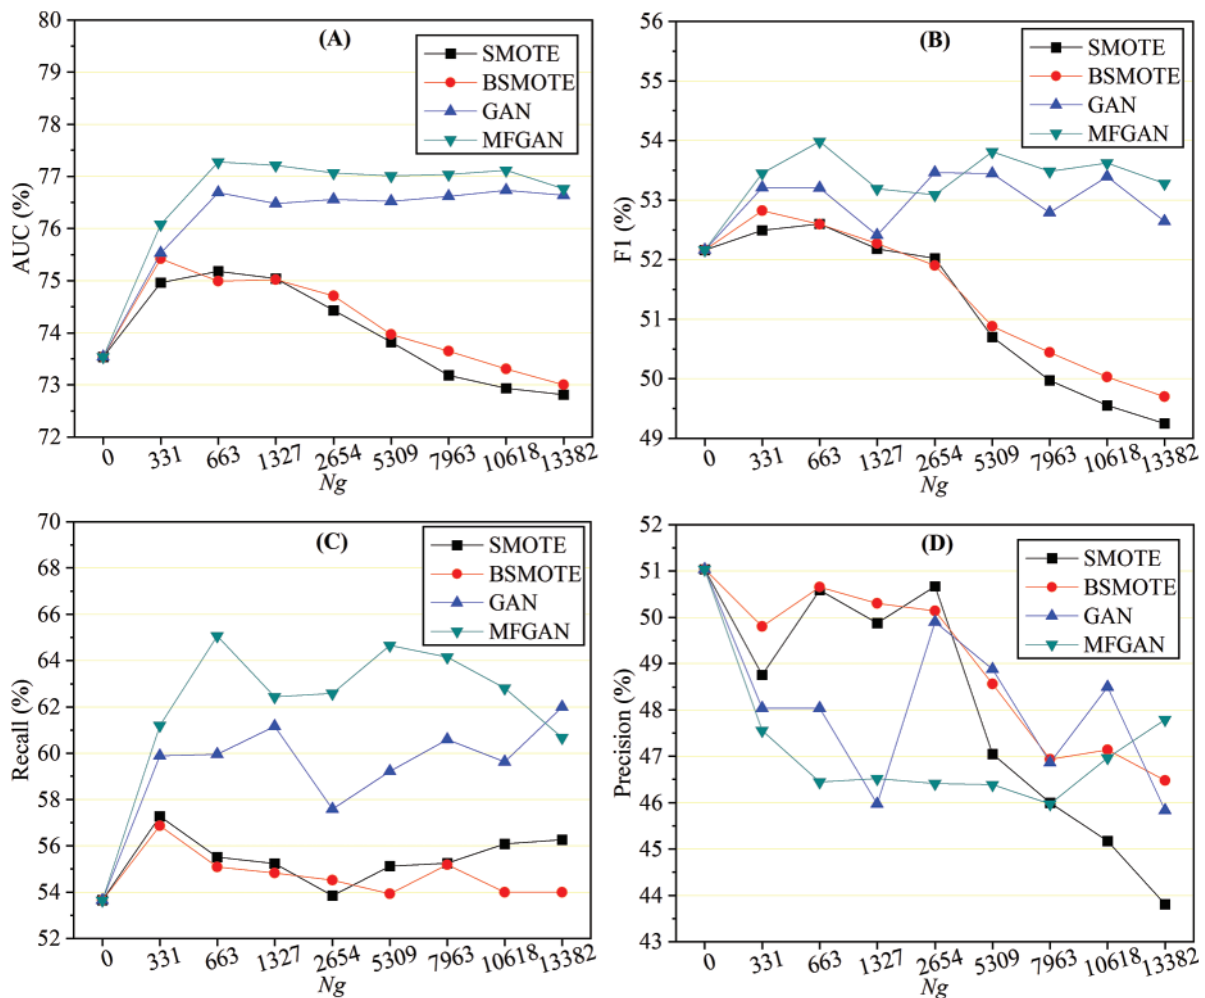 (A)
AUC (%)
80
79
78
77
76
75
74
73
72
SMOTE
BSMOTE
GAN
MFGAN
0 331 663 1327 2654 5309 7963 10618 13382
Ng
(B)
F1 (%)
56
55
54
53
52
51
50
49
SMOTE
BSMOTE
GAN
MFGAN
0 331 663 1327 2654 5309 7963 10618 13382
Ng
(C)
Recall (%)
70
68
66
64
62
60
58
56
54
52
SMOTE
BSMOTE
GAN
MFGAN
0 331 663 1327 2654 5309 7963 10618 13382
Ng
(D)
Precision (%)
52
51
50
49
48
47
46
45
44
43
SMOTE
BSMOTE
GAN
MFGAN
0 331 663 1327 2654 5309 7963 10618 13382
Ng